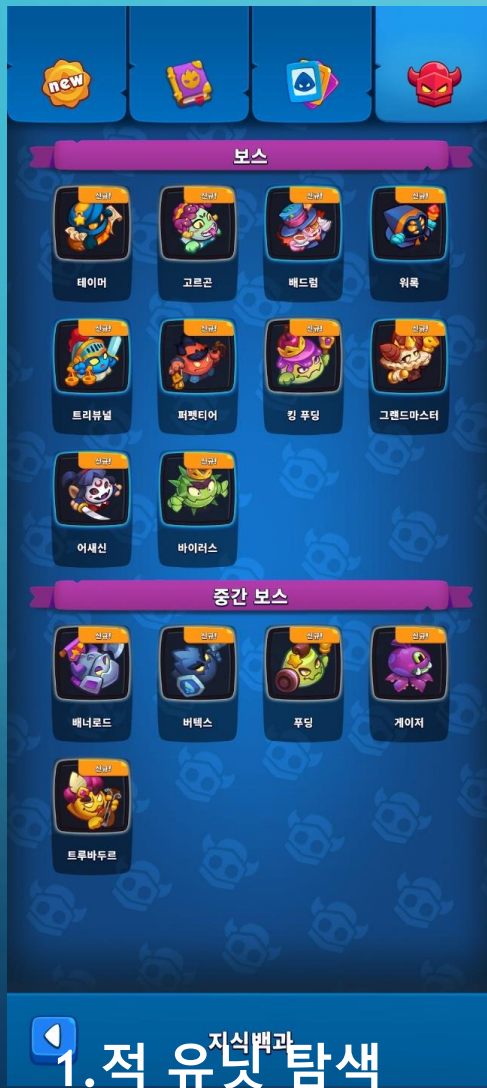 new
보스
신규! 신규! 신규! 신규!
테이머 고르곤 배드럼 워록
신규! 신규! 신규! 신규!
트리뷰널 퍼펫티어 킹 푸딩 그랜드마스터
신규! 신규!
어새신 바이러스
중간 보스
신규! 신규! 신규! 신규!
배너로드 버텍스 푸딩 게이저
신규!
트루바두르
지식백과
1.적 유닛 탐색